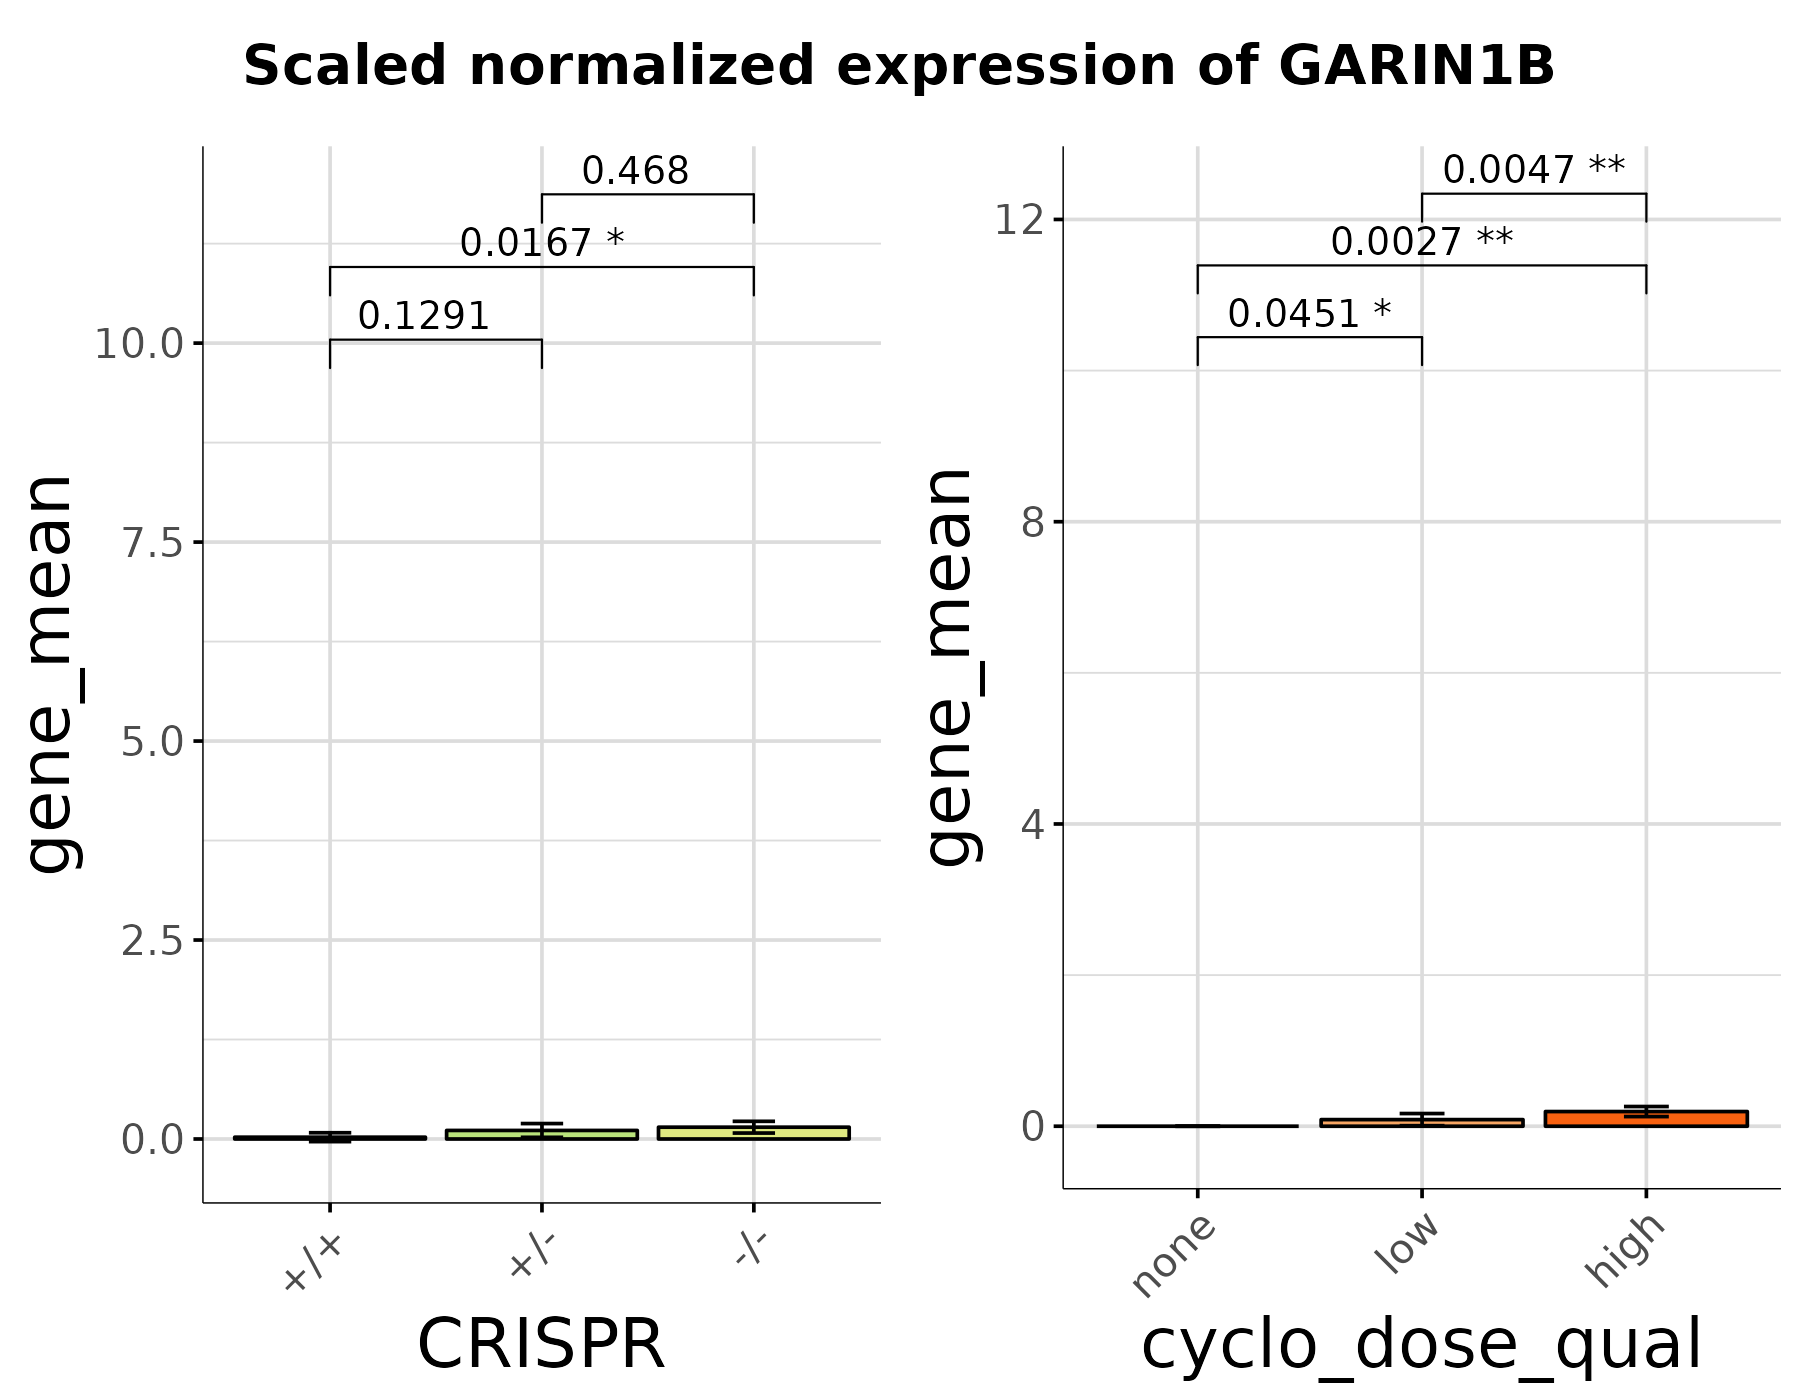 Scaled normalized expression of GARIN1B
0.468
0.0167 *
0.1291
10.0
7.5
5.0
2.5
0.0
gene_mean
+/+
+/-
-/-
CRISPR
0.0047 **
0.0027 **
0.0451 *
12
8
4
0
gene_mean
none
low
high
cyclo_dose_qual